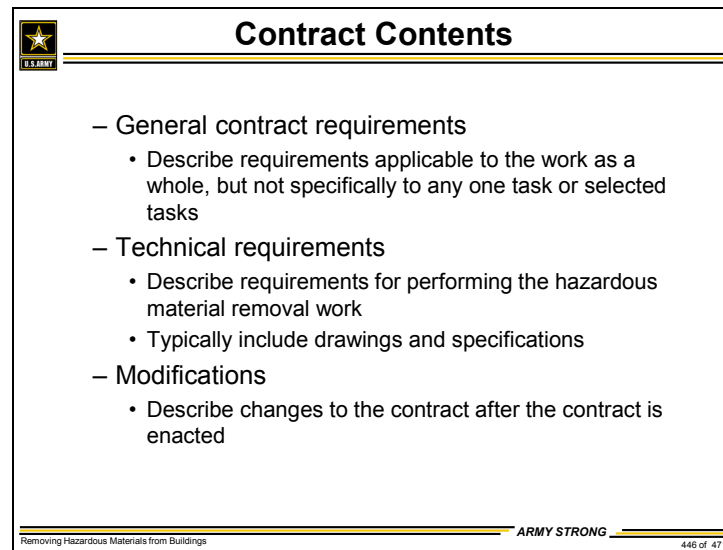 Contract Contents
U.S.ARMY
– General contract requirements
• Describe requirements applicable to the work as a
whole, but not specifically to any one task or selected
tasks
– Technical requirements
• Describe requirements for performing the hazardous
material removal work
• Typically include drawings and specifications
– Modifications
• Describe changes to the contract after the contract is
enacted
ARMY STRONG
Removing Hazardous Materials from Buildings
446 of 47